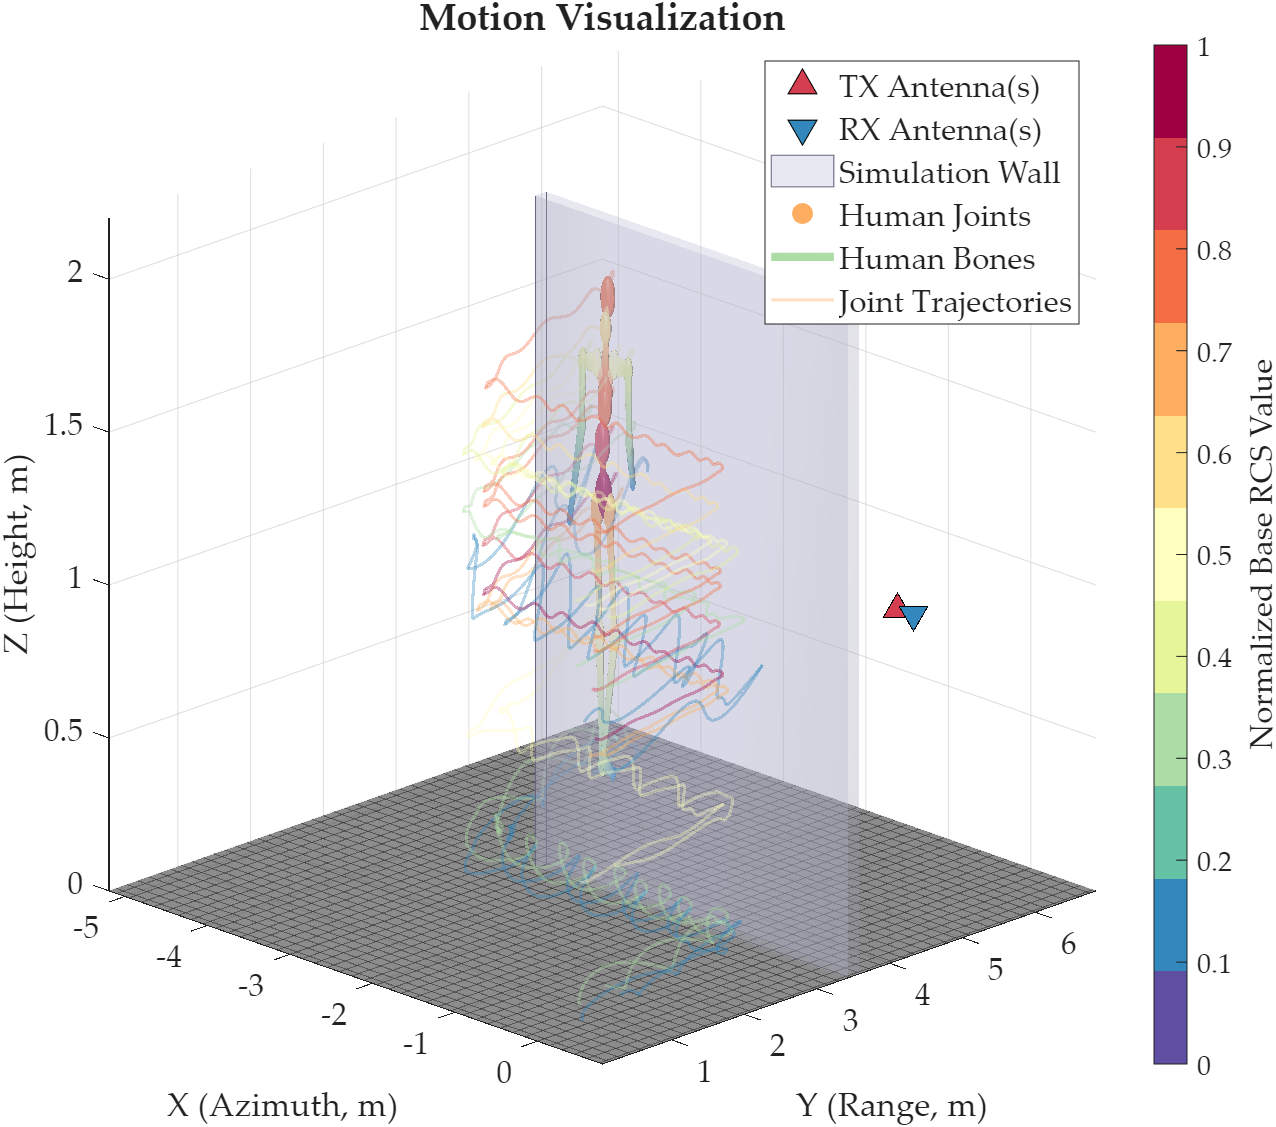 Motion Visualization
TX Antenna(s)
RX Antenna(s)
Simulation Wall
Human Joints
Human Bones
Joint Trajectories
2
1.5
1
0.5
0
Z (Height, m)
-5
-4
-3
-2
-1
0
X (Azimuth, m)
1
2
3
4
5
6
Y (Range, m)
1
0.9
0.8
0.7
0.6
0.5
0.4
0.3
0.2
0.1
0
Normalized Base RCS Value